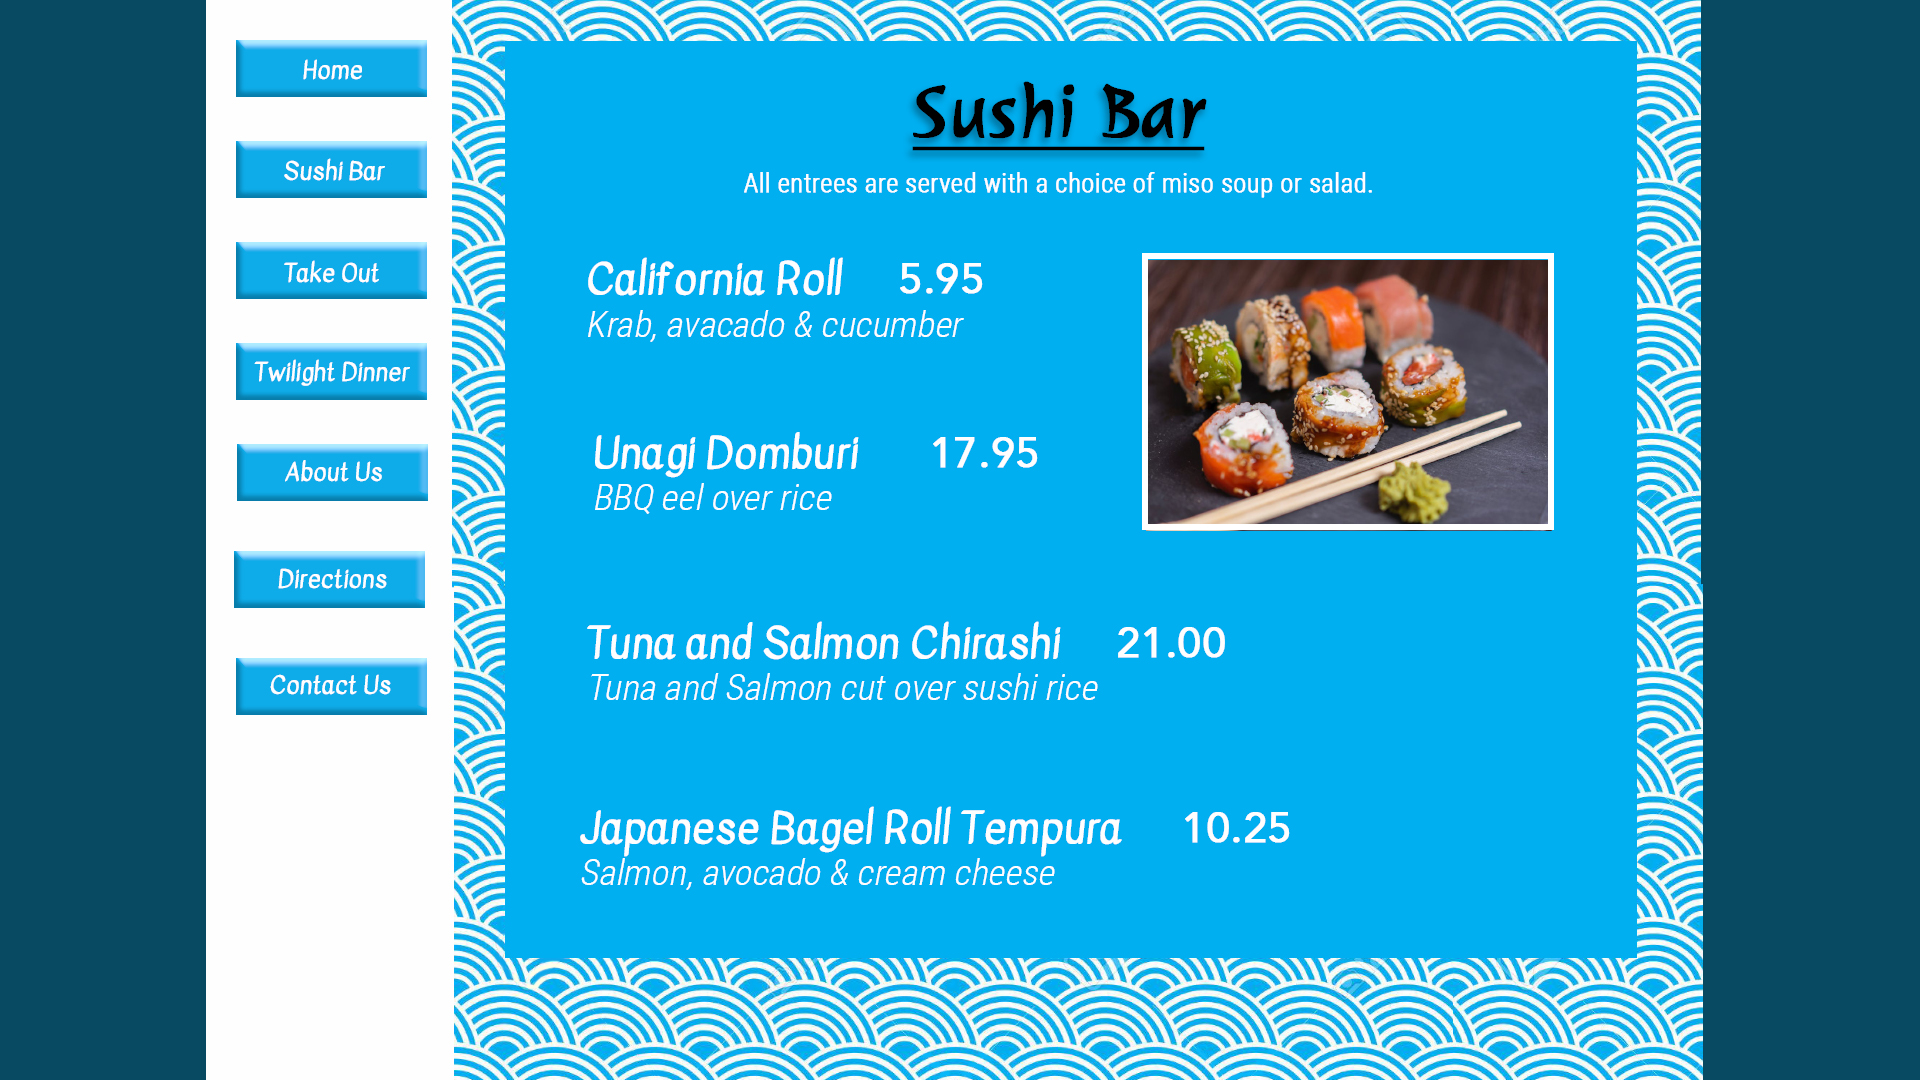 Home
Sushi Bar
Take Out
Twilight Dinner
About Us
Directions
Contact Us
Sushi Bar
All entrees are served with a choice of miso soup or salad.
California Roll 5.95
Krab, avacado & cucumber
Unagi Domburi 17.95
BBQ eel over rice
Tuna and Salmon Chirashi 21.00
Tuna and Salmon cut over sushi rice
Japanese Bagel Roll Tempura 10.25
Salmon, avocado & cream cheese